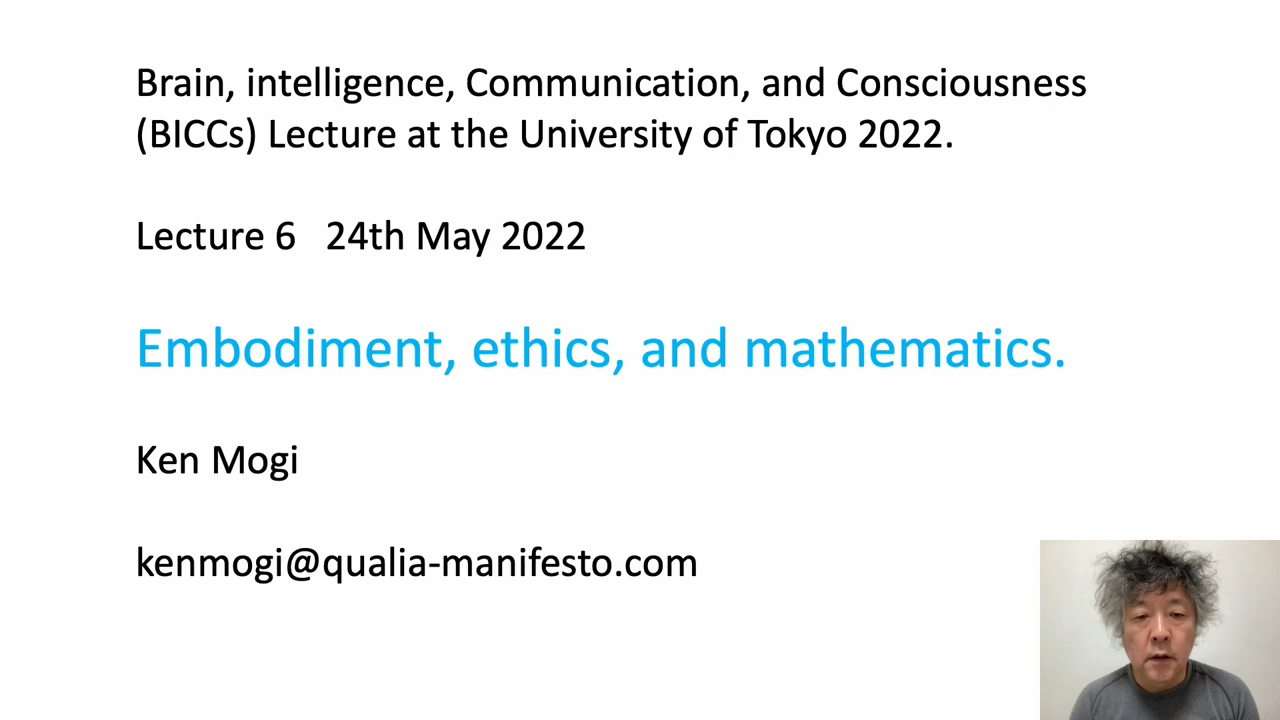 Brain, intelligence, Communication, and Consciousness
(BICCs) Lecture at the University of Tokyo 2022.
Lecture 6 24th May 2022
Embodiment, ethics, and mathematics.
Ken Mogi
kenmogi@qualia-manifesto.com